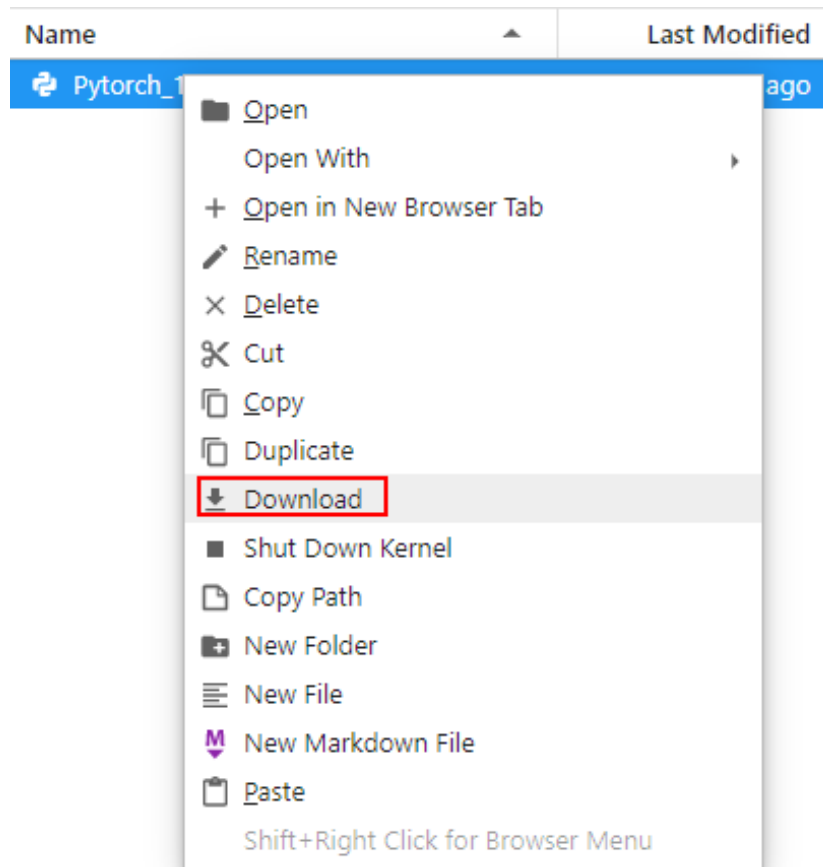 Name Last Modified
Pytorch_1 ago
Open
Open With
Open in New Browser Tab
Rename
Delete
Cut
Copy
Duplicate
Download
Shut Down Kernel
Copy Path
New Folder
New File
New Markdown File
Paste
Shift+Right Click for Browser Menu